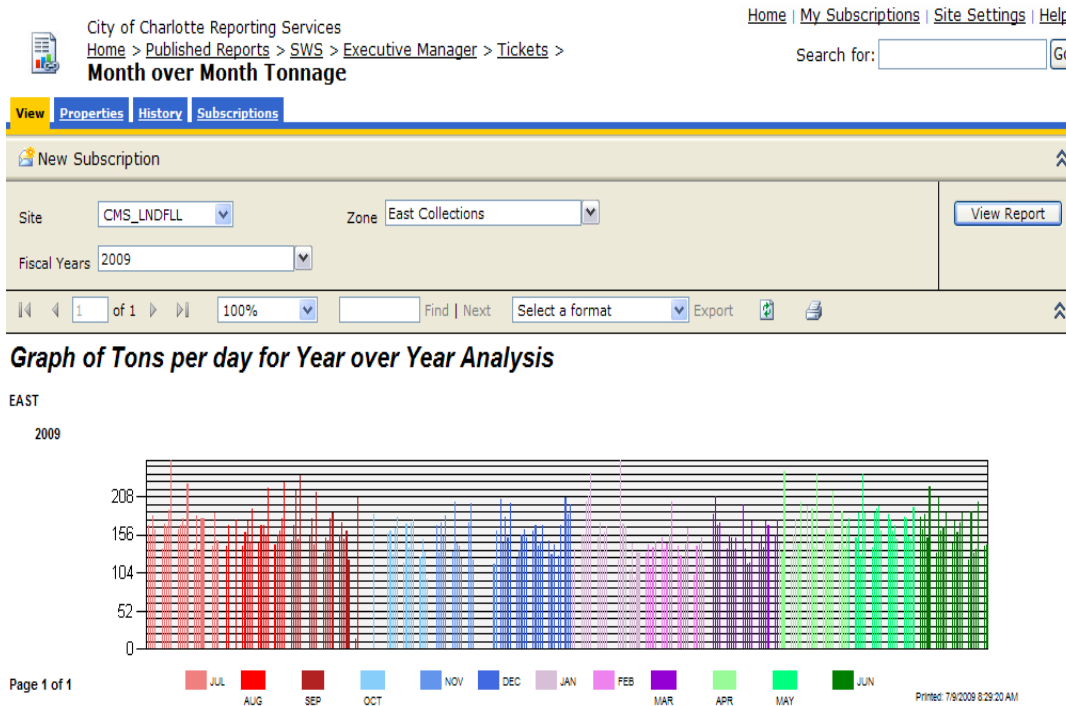 Home | My Subscriptions | Site Settings | Help
City of Charlotte Reporting Services
Home > Published Reports > SWS > Executive Manager > Tickets >
Month over Month Tonnage
Search for: Go
View Properties History Subscriptions
New Subscription
Site CMS_LNDFLL Zone East Collections View Report
Fiscal Years 2009
1 of 1 100% Find | Next Select a format Export
Graph of Tons per day for Year over Year Analysis
EAST
2009
208
156
104
52
0
Page 1 of 1 JUL AUG SEP OCT NOV DEC JAN FEB MAR APR MAY JUN Printed: 7/9/2009 8:29:20 AM